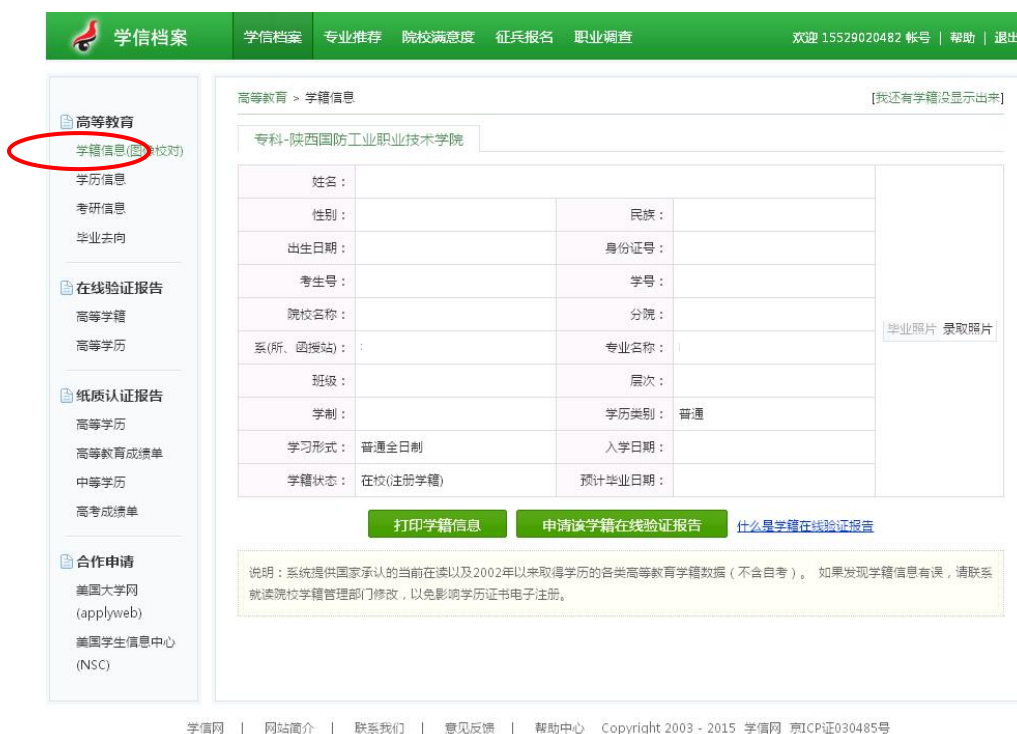 学信档案
学信档案 专业推荐 院校满意度 征兵报名 职业调查 欢迎 15529020482 帐号 | 帮助 | 退出
高等教育
学籍信息(图像校对)
学历信息
考研信息
毕业去向
在线验证报告
高等学籍
高等学历
纸质认证报告
高等学历
高等教育成绩单
中等学历
高考成绩单
合作申请
美国大学网
(applyweb)
美国学生信息中心
(NSC)
高等教育 > 学籍信息 [我还有学籍没显示出来]
专科-陕西国防工业职业技术学院
姓名：
性别： 民族：
出生日期： 身份证号：
考生号： 学号：
院校名称： 分院：
毕业照片 录取照片
系(所、函授站)： 专业名称：
班级： 层次：
学制： 学历类别： 普通
学习形式： 普通全日制 入学日期：
学籍状态： 在校(注册学籍) 预计毕业日期：
打印学籍信息 申请该学籍在线验证报告 什么是学籍在线验证报告
说明：系统提供国家承认的当前在读以及2002年以来取得学历的各类高等教育学籍数据（不含自考）。 如果发现学籍信息有误，请联系
就读院校学籍管理部门修改，以免影响学历证书电子注册。
学信网 | 网站简介 | 联系我们 | 意见反馈 | 帮助中心 Copyright 2003 - 2015 学信网 京ICP证030485号